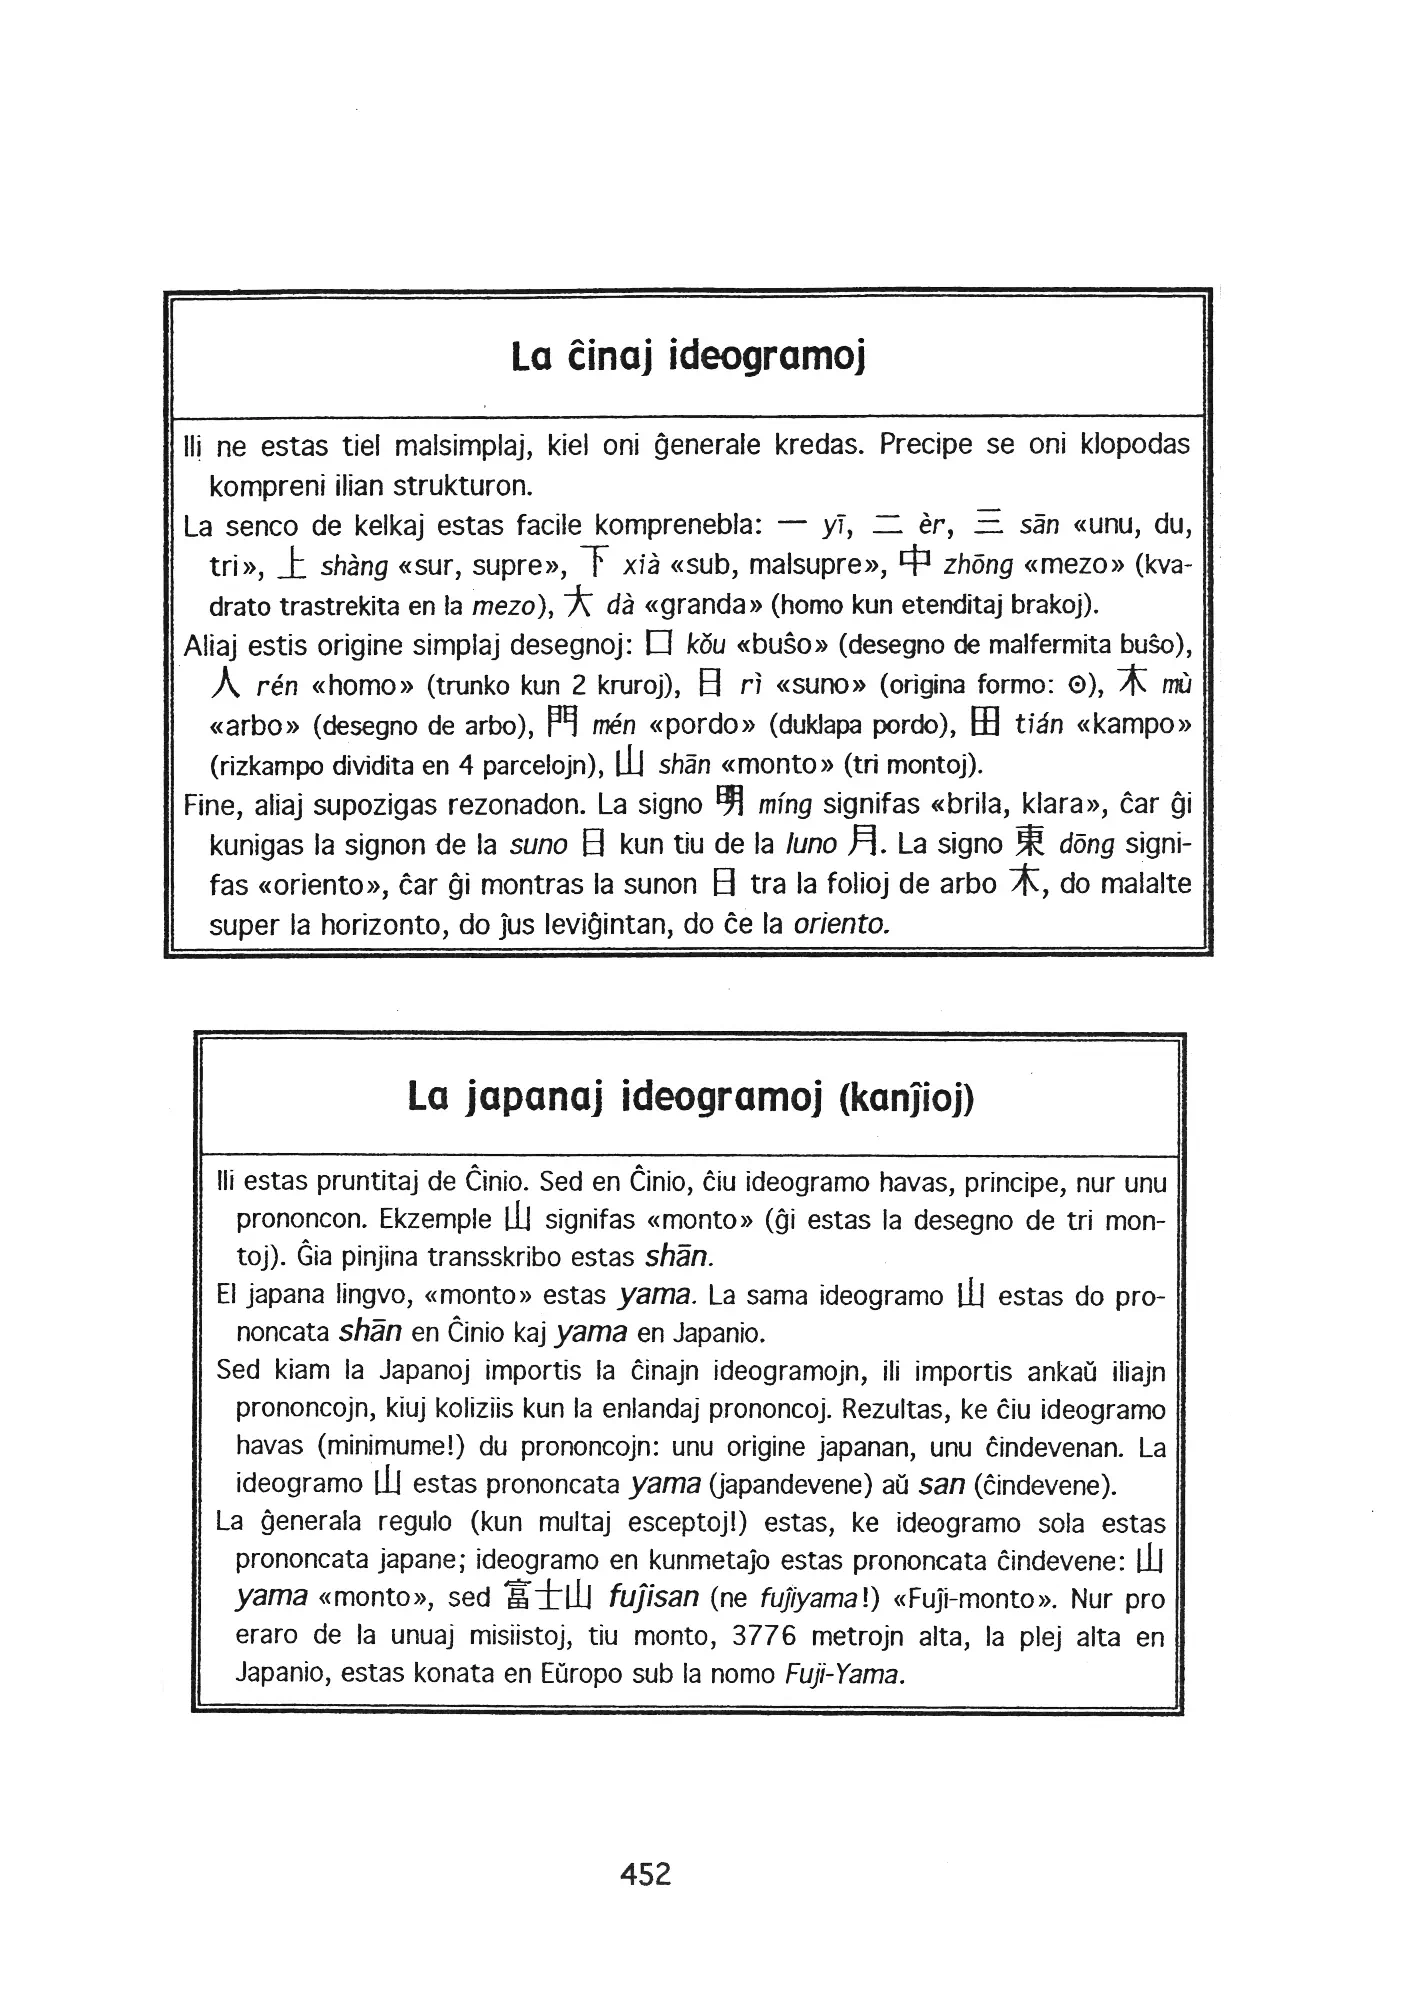 La ĉinaj ideogramoj
Ili ne estas tiel malsimplaj, kiel oni ĝenerale kredas. Precipe se oni klopodas
kompreni ilian strukturon.
La senco de kelkaj estas facile komprenebla: 一 yī, 二 èr, 三 sān «unu, du,
tri», 上 shàng «sur, supre», 下 xià «sub, malsupre», 中 zhōng «mezo» (kva-
drato trastrekita en la mezo), 大 dà «granda» (homo kun etenditaj brakoj).
Aliaj estis origine simplaj desegnoj: 口 kǒu «buŝo» (desegno de malfermita buŝo),
人 rén «homo» (trunko kun 2 kruroj), 日 rì «suno» (origina formo: ⊙), 木 mù
«arbo» (desegno de arbo), 門 mén «pordo» (duklapa pordo), 田 tián «kampo»
(rizkampo dividita en 4 parcelojn), 山 shān «monto» (tri montoj).
Fine, aliaj supozigas rezonadon. La signo 明 míng signifas «brila, klara», ĉar ĝi
kunigas la signon de la suno 日 kun tiu de la luno 月. La signo 東 dōng signi-
fas «oriento», ĉar ĝi montras la sunon 日 tra la folioj de arbo 木, do malalte
super la horizonto, do ĵus leviĝintan, do ĉe la oriento.
La japanaj ideogramoj (kanĵioj)
Ili estas pruntitaj de Ĉinio. Sed en Ĉinio, ĉiu ideogramo havas, principe, nur unu
prononcon. Ekzemple 山 signifas «monto» (ĝi estas la desegno de tri mon-
toj). Ĝia pinjina transskribo estas shān.
El japana lingvo, «monto» estas yama. La sama ideogramo 山 estas do pro-
noncata shān en Ĉinio kaj yama en Japanio.
Sed kiam la Japanoj importis la ĉinajn ideogramojn, ili importis ankaŭ iliajn
prononcojn, kiuj koliziis kun la enlandaj prononcoj. Rezultas, ke ĉiu ideogramo
havas (minimume!) du prononcojn: unu origine japanan, unu ĉindevenan. La
ideogramo 山 estas prononcata yama (japandevene) aŭ san (ĉindevene).
La ĝenerala regulo (kun multaj esceptoj!) estas, ke ideogramo sola estas
prononcata japane; ideogramo en kunmetaĵo estas prononcata ĉindevene: 山
yama «monto», sed 富士山 fuĵisan (ne fuĵiyama!) «Fuĵi-monto». Nur pro
eraro de la unuaj misiistoj, tiu monto, 3776 metrojn alta, la plej alta en
Japanio, estas konata en Eŭropo sub la nomo Fuji-Yama.
452